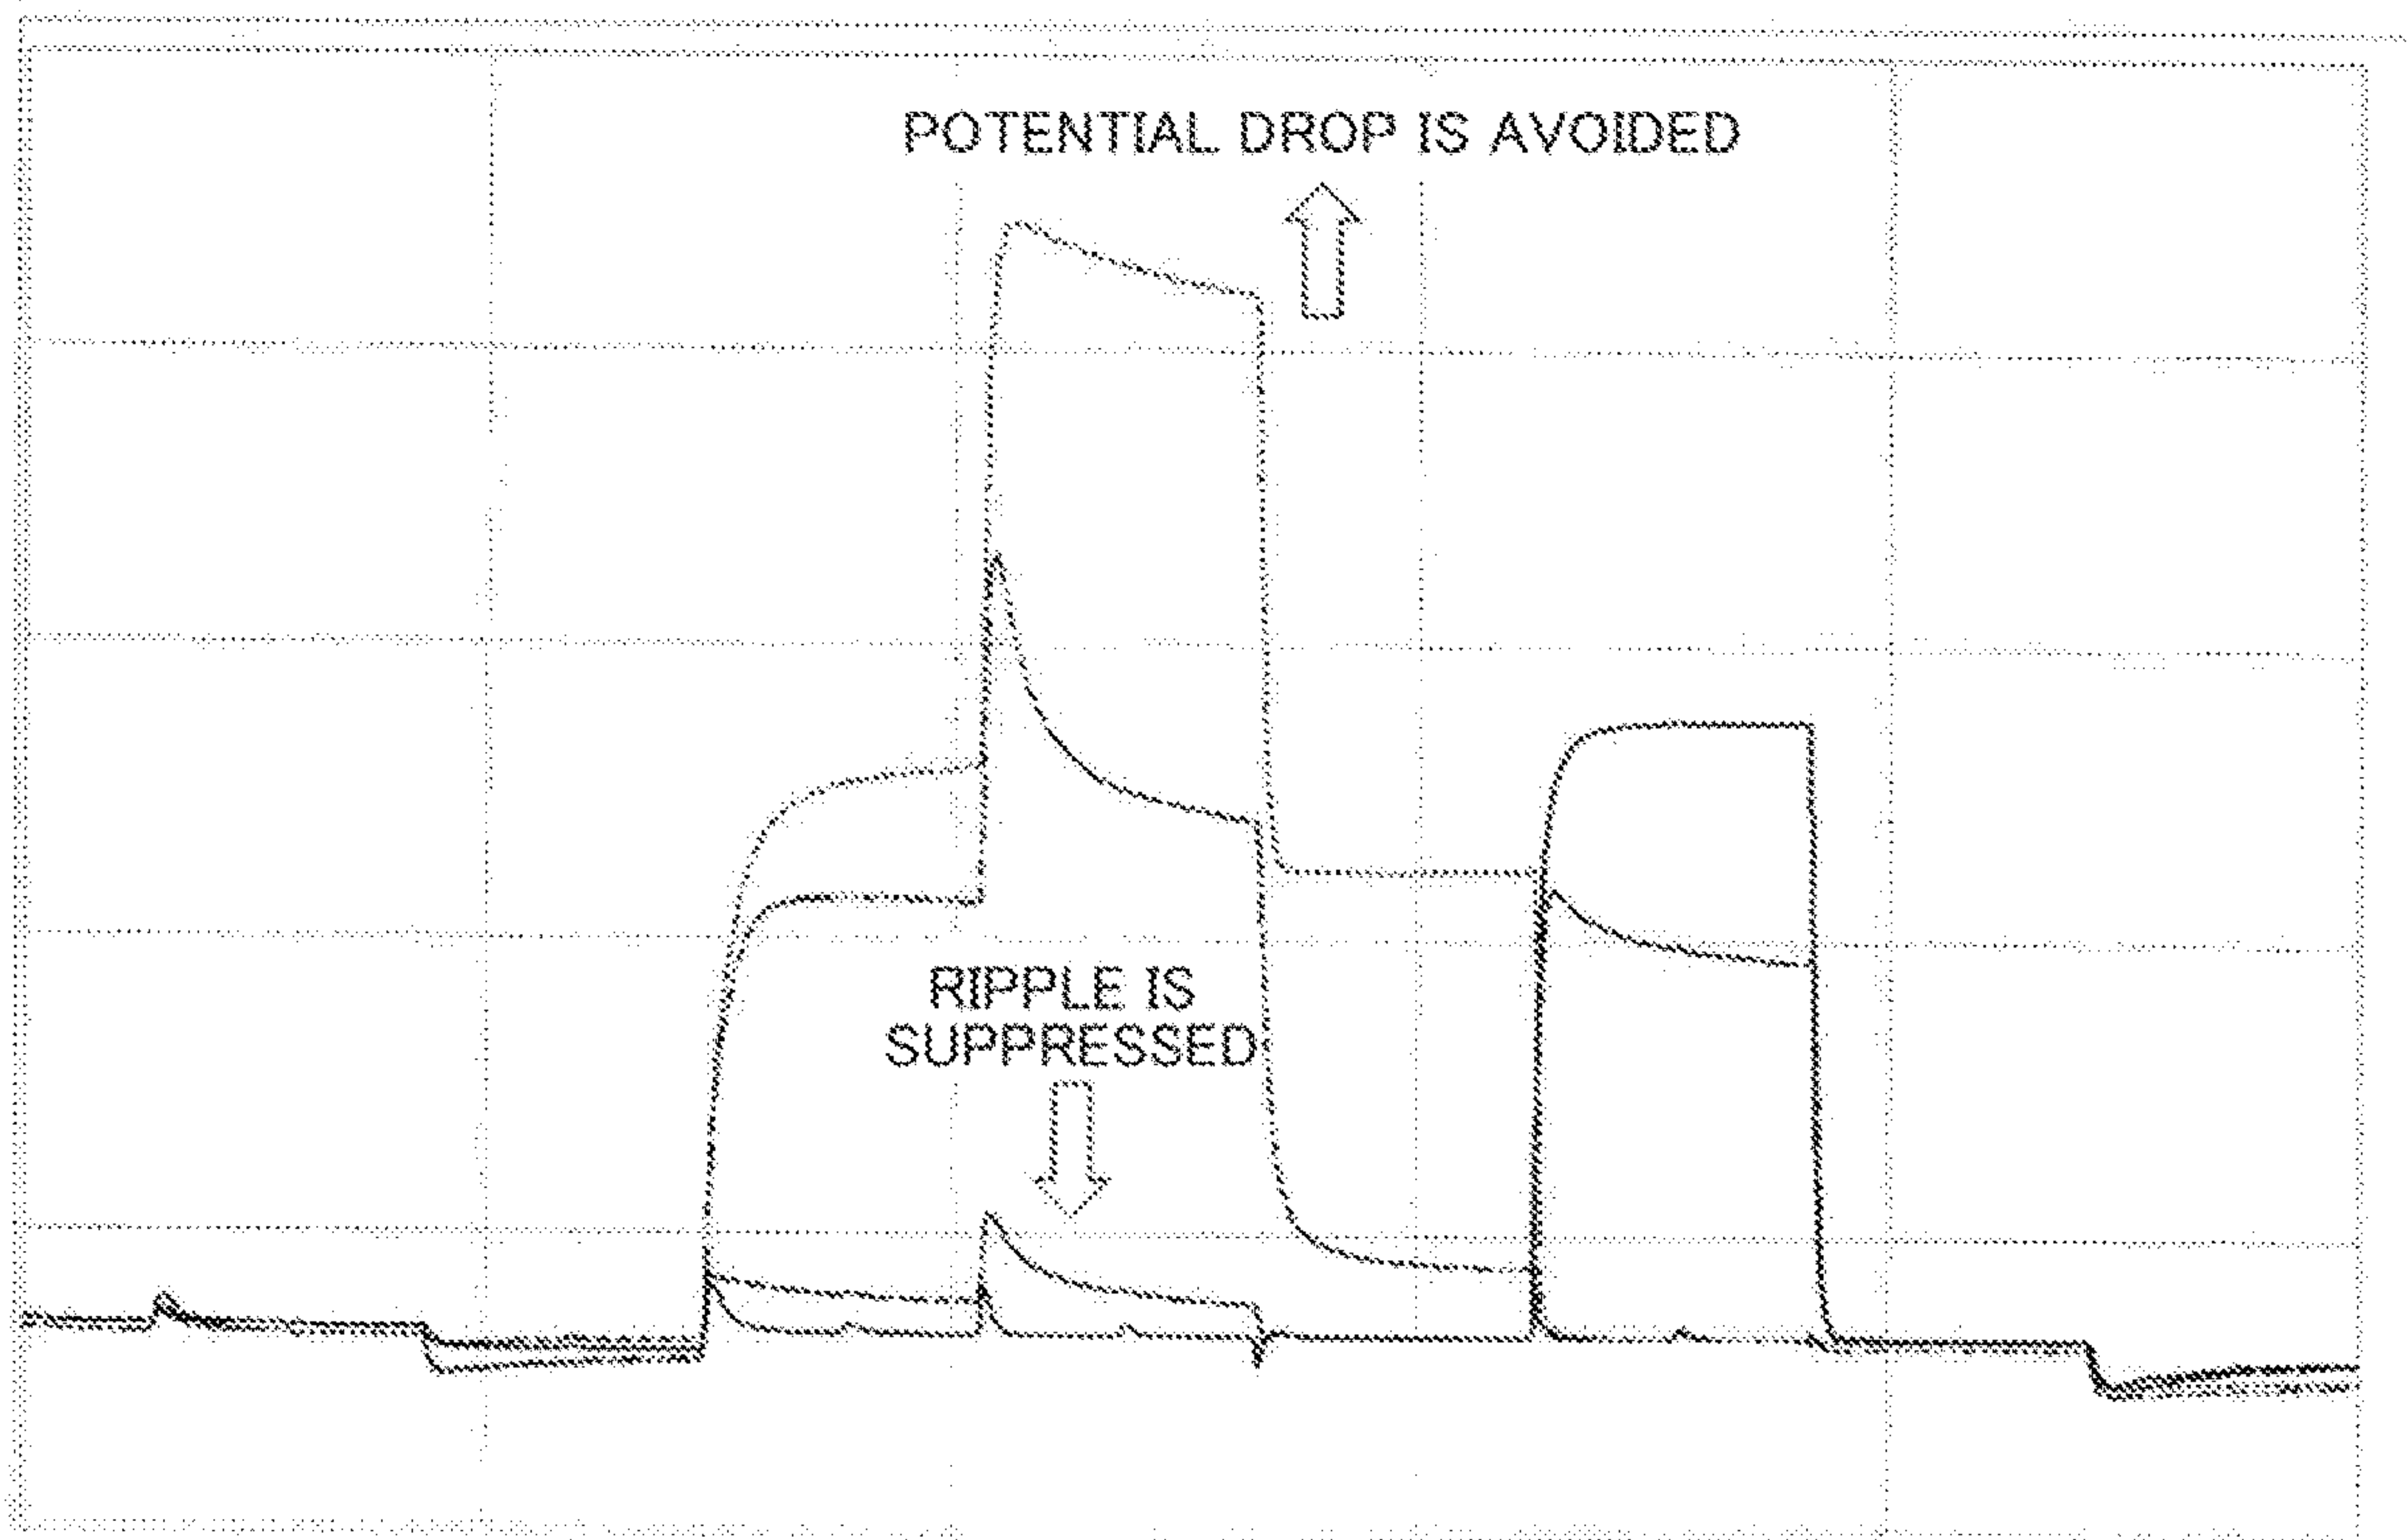 POTENTIAL DROP IS AVOIDED
RIPPLE IS
SUPPRESSED